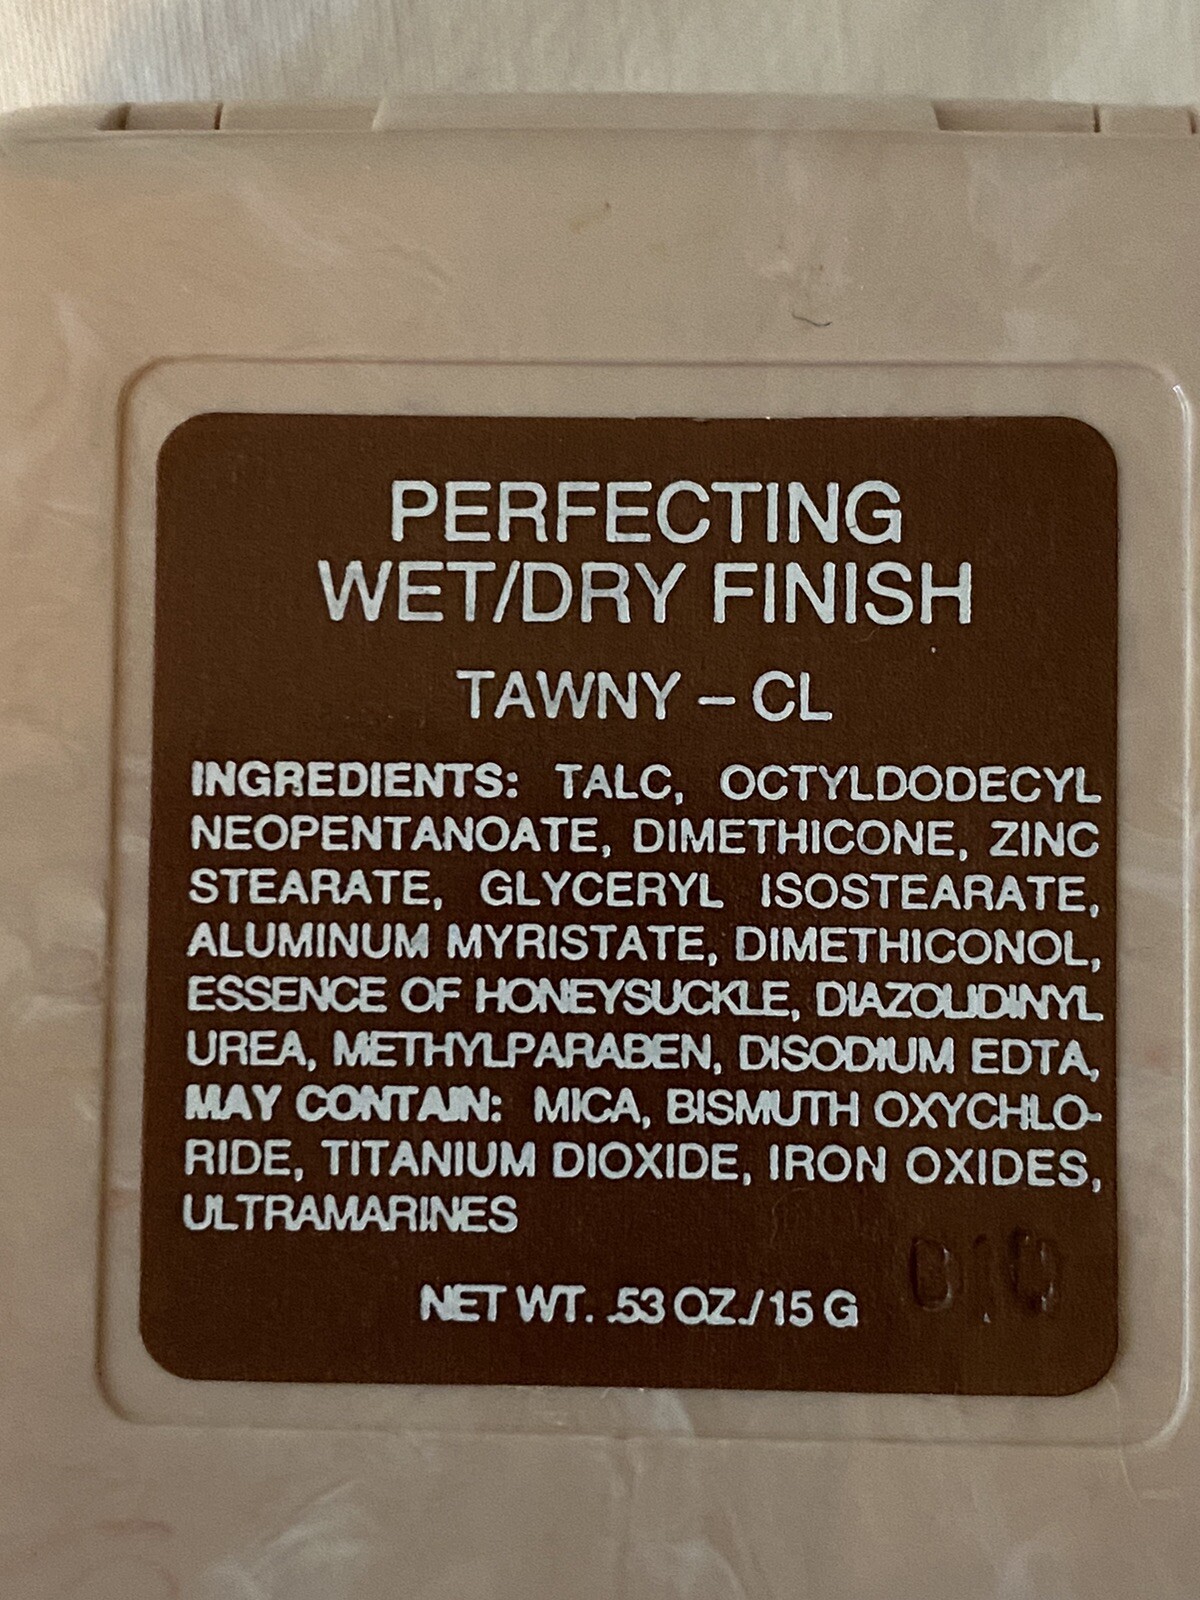 PERFECTING
WET/DRY FINISH
TAWNY – CL
INGREDIENTS: TALC, OCTYLDODECYL
NEOPENTANOATE, DIMETHICONE, ZINC
STEARATE, GLYCERYL ISOSTEARATE,
ALUMINUM MYRISTATE, DIMETHICONOL,
ESSENCE OF HONEYSUCKLE, DIAZOLIDINYL
UREA, METHYLPARABEN, DISODIUM EDTA,
MAY CONTAIN: MICA, BISMUTH OXYCHLO-
RIDE, TITANIUM DIOXIDE, IRON OXIDES,
ULTRAMARINES
NET WT. .53 OZ./15 G